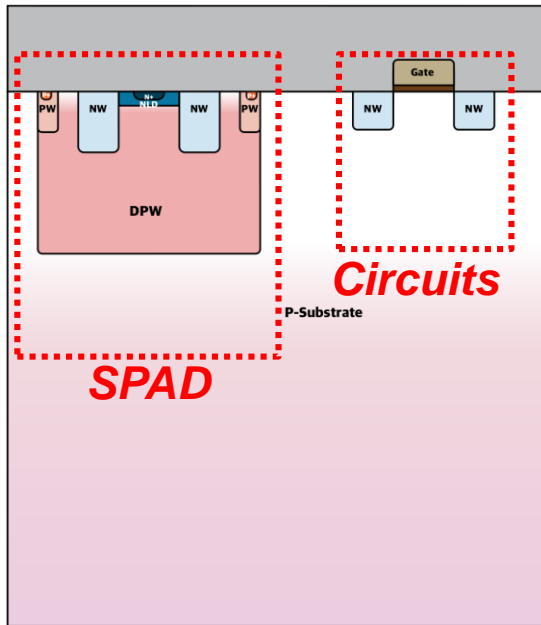 Gate
PW NW N+ NLD NW PW
NW NW
DPW
Circuits
P-Substrate
SPAD